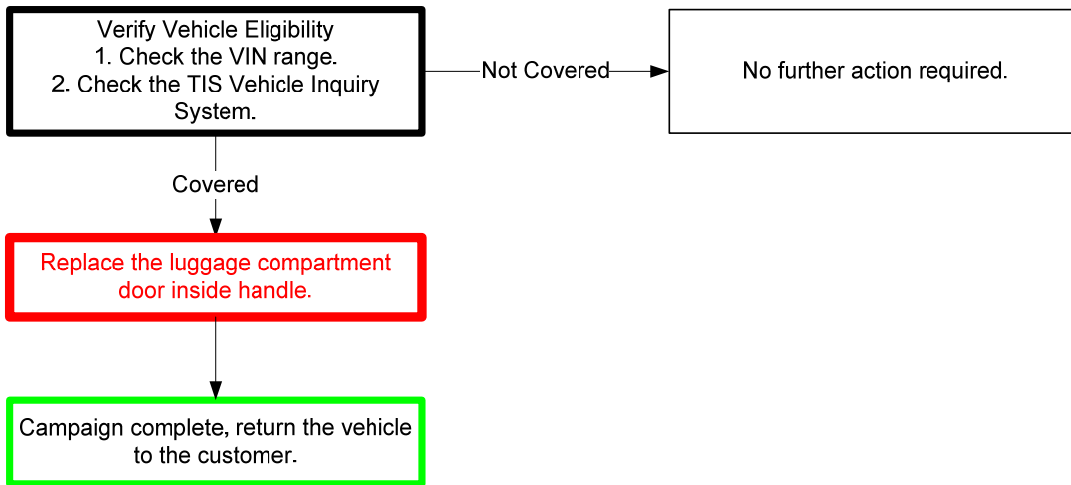 Verify Vehicle Eligibility
1. Check the VIN range.
2. Check the TIS Vehicle Inquiry
System.
Not Covered
No further action required.
Covered
Replace the luggage compartment
door inside handle.
Campaign complete, return the vehicle
to the customer.